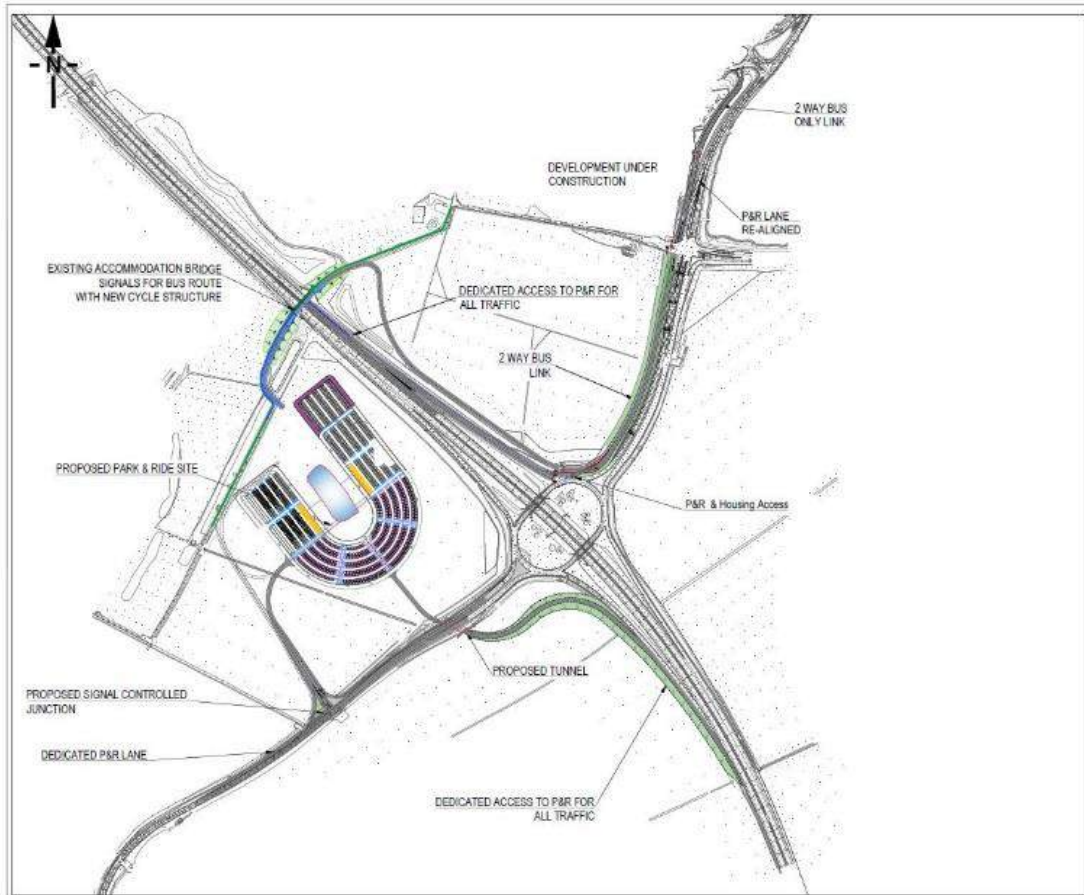 N
2 WAY BUS
ONLY LINK
DEVELOPMENT UNDER
CONSTRUCTION
P&R LANE
RE-ALIGNED
EXISTING ACCOMMODATION BRIDGE
SIGNALS FOR BUS ROUTE
WITH NEW CYCLE STRUCTURE
DEDICATED ACCESS TO P&R FOR
ALL TRAFFIC
2 WAY BUS
LINK
PROPOSED PARK & RIDE SITE
P&R & Housing Access
PROPOSED TUNNEL
PROPOSED SIGNAL CONTROLLED
JUNCTION
DEDICATED P&R LANE
DEDICATED ACCESS TO P&R FOR
ALL TRAFFIC